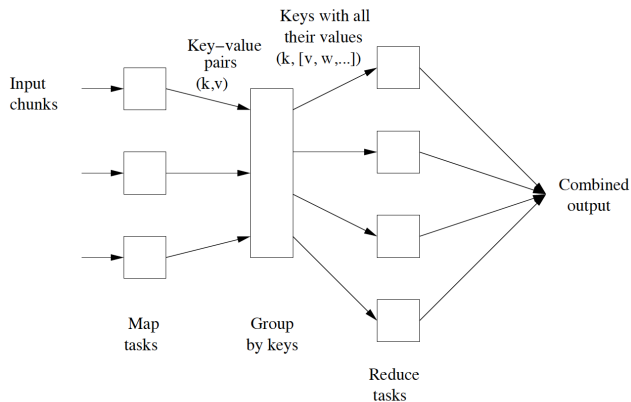 Keys with all
their values
(k, [v, w,...])
Key−value
pairs
(k,v)
Input
chunks
Combined
output
Map
tasks
Group
by keys
Reduce
tasks